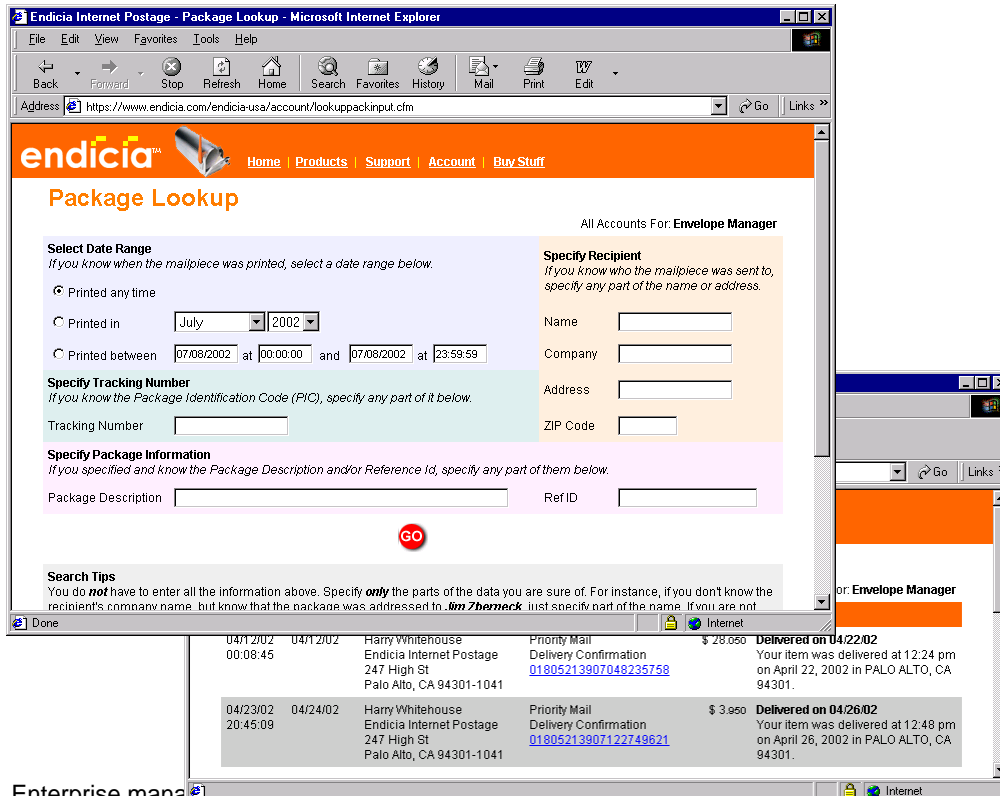 Endicia Internet Postage - Package Lookup - Microsoft Internet Explorer
File Edit View Favorites Tools Help
Back Forward Stop Refresh Home Search Favorites History Mail Print Edit
Address https://www.endicia.com/endicia-usa/account/lookuppackinput.cfm Go Links »
endicia™ Home | Products | Support | Account | Buy Stuff
Package Lookup
All Accounts For: Envelope Manager
Select Date Range
If you know when the mailpiece was printed, select a date range below.
Printed any time
Printed in July 2002
Printed between 07/08/2002 at 00:00:00 and 07/08/2002 at 23:59:59
Specify Recipient
If you know who the mailpiece was sent to,
specify any part of the name or address.
Name
Company
Address
ZIP Code
Specify Tracking Number
If you know the Package Identification Code (PIC), specify any part of it below.
Tracking Number
Specify Package Information
If you specified and know the Package Description and/or Reference Id, specify any part of them below.
Package Description Ref ID
GO
Search Tips
You do not have to enter all the information above. Specify only the parts of the data you are sure of. For instance, if you don't know the
recipient's company name, but know that the package was addressed to Jim Zberneck, just specify part of the name. If you are not
Done Internet
Go Links
or: Envelope Manager
04/12/02 04/12/02 Harry Whitehouse Priority Mail $ 28.050 Delivered on 04/22/02
00:08:45 Endicia Internet Postage Delivery Confirmation Your item was delivered at 12:24 pm
247 High St 01805213907048235758 on April 22, 2002 in PALO ALTO, CA
Palo Alto, CA 94301-1041 94301.
04/23/02 04/24/02 Harry Whitehouse Priority Mail $ 3.950 Delivered on 04/26/02
20:45:09 Endicia Internet Postage Delivery Confirmation Your item was delivered at 12:48 pm
247 High St 01805213907122749621 on April 26, 2002 in PALO ALTO, CA
Palo Alto, CA 94301-1041 94301.
Enterprise mana
Internet